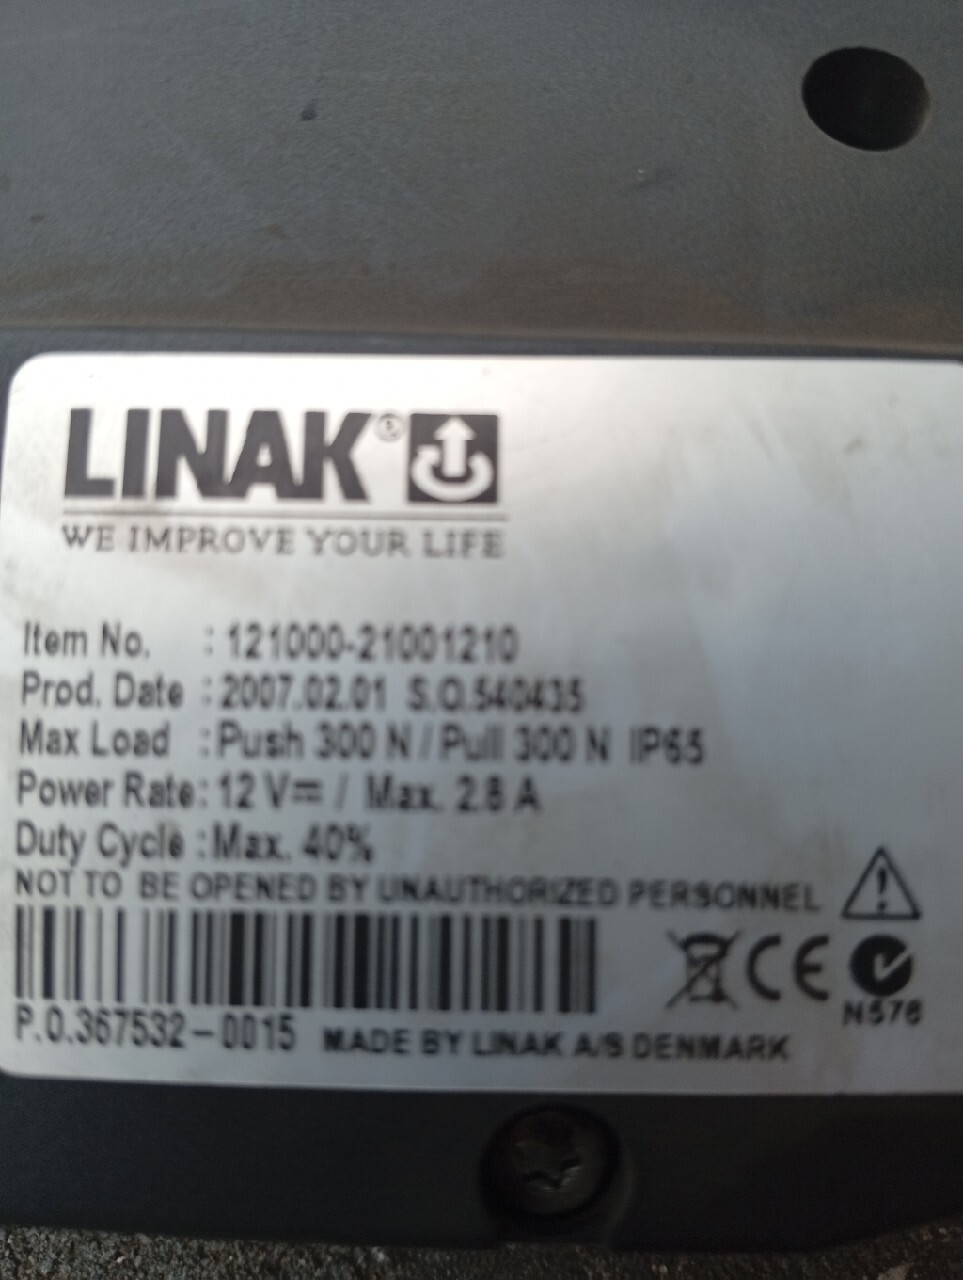 LINAK®
WE IMPROVE YOUR LIFE
Item No. : 121000-21001210
Prod. Date : 2007.02.01 S.O.540435
Max Load : Push 300 N / Pull 300 N IP65
Power Rate : 12 V⎓ / Max. 2.8 A
Duty Cycle : Max. 40%
NOT TO BE OPENED BY UNAUTHORIZED PERSONNEL
CE
N576
P.O.367532-0015 MADE BY LINAK A/S DENMARK